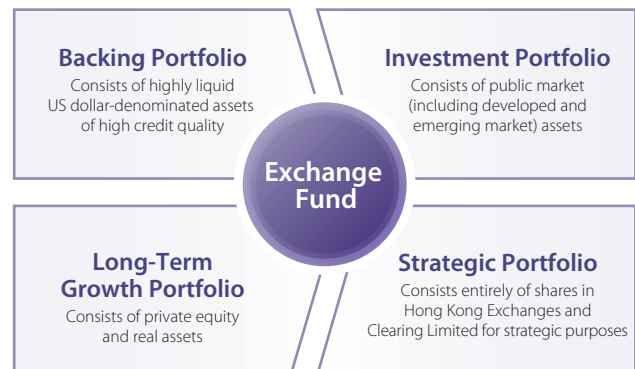 Backing Portfolio
Consists of highly liquid
US dollar-denominated assets
of high credit quality
Investment Portfolio
Consists of public market
(including developed and
emerging market) assets
Exchange
Fund
Long-Term
Growth Portfolio
Consists of private equity
and real assets
Strategic Portfolio
Consists entirely of shares in
Hong Kong Exchanges and
Clearing Limited for strategic purposes